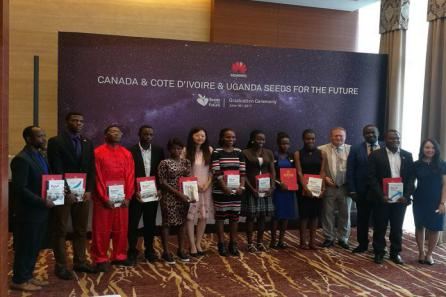 HUAWEI
CANADA & COTE D'IVOIRE & UGANDA SEEDS FOR THE FUTURE
Seeds for the Future
Graduation Ceremony